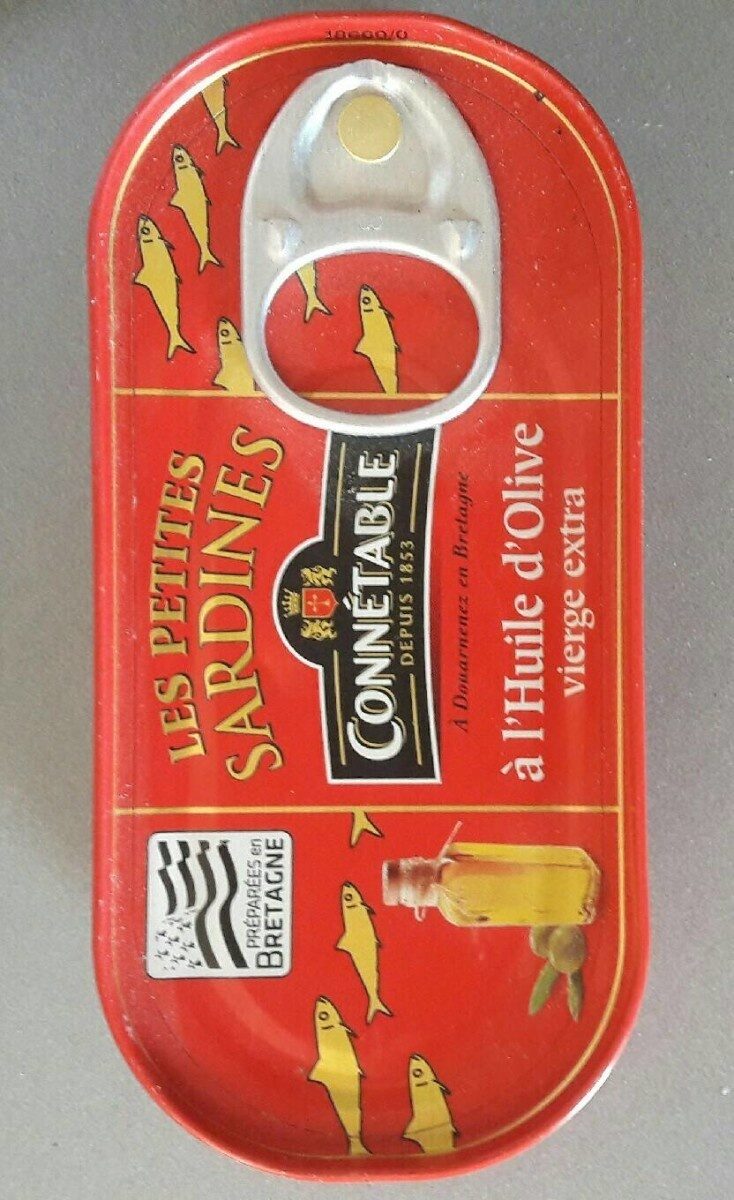 LES PETITES
SARDINES
CONNÉTABLE
DEPUIS 1853
À Douarnenez en Bretagne
à l'Huile d'Olive
vierge extra
PRÉPARÉES en
BRETAGNE